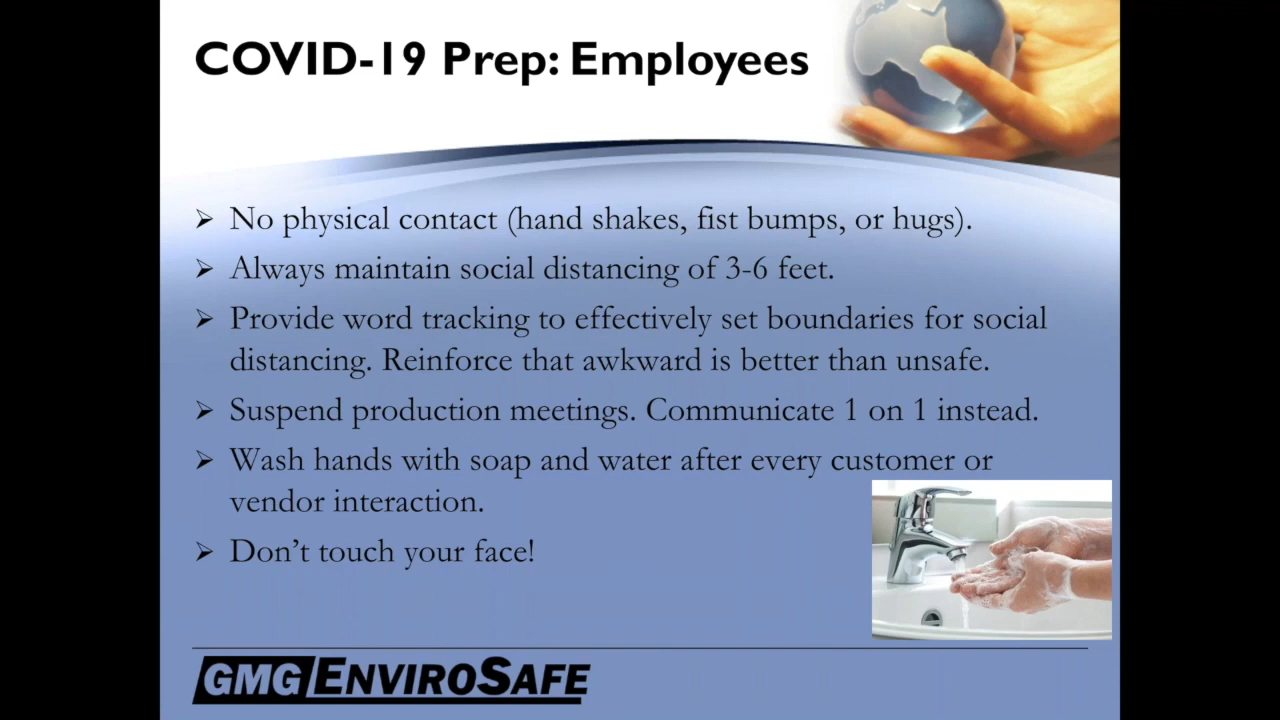 COVID-19 Prep: Employees
➢ No physical contact (hand shakes, fist bumps, or hugs).
➢ Always maintain social distancing of 3-6 feet.
➢ Provide word tracking to effectively set boundaries for social
distancing. Reinforce that awkward is better than unsafe.
➢ Suspend production meetings. Communicate 1 on 1 instead.
➢ Wash hands with soap and water after every customer or
vendor interaction.
➢ Don’t touch your face!
GMG ENVIROSAFE